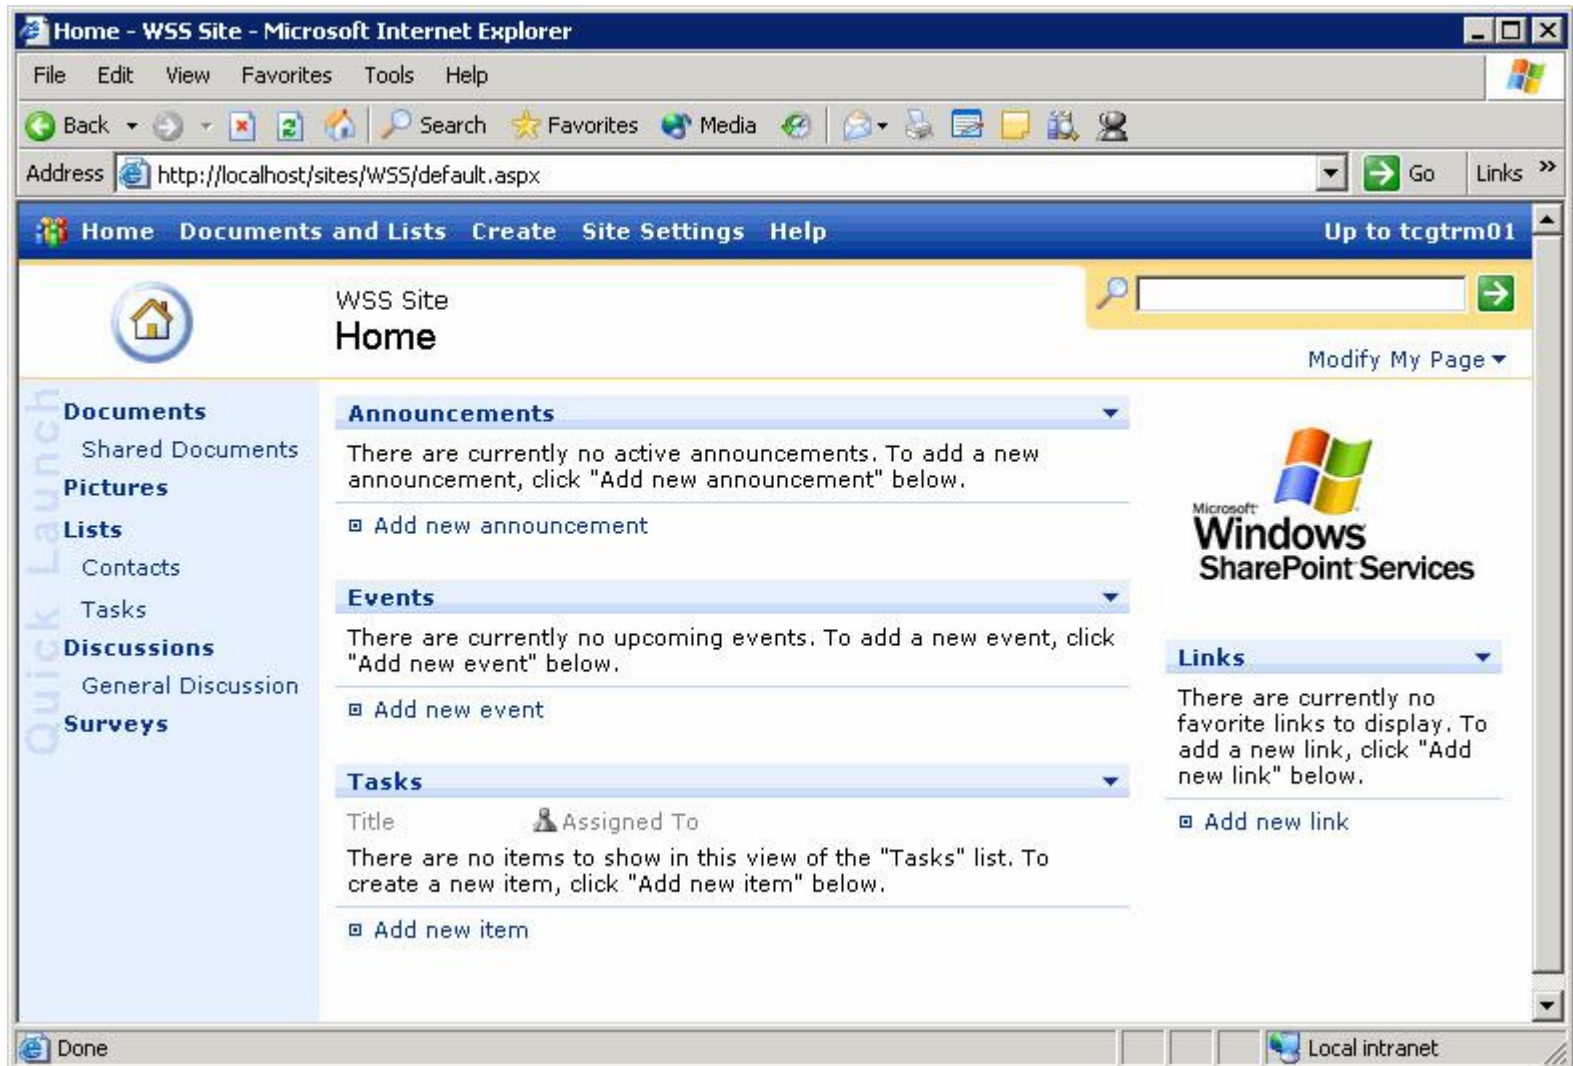 Home - WSS Site - Microsoft Internet Explorer
File Edit View Favorites Tools Help
Back Search Favorites Media
Address http://localhost/sites/WSS/default.aspx Go Links »
Home Documents and Lists Create Site Settings Help Up to tcgtrm01
WSS Site
Home
Modify My Page
Quick Launch
Documents
Shared Documents
Pictures
Lists
Contacts
Tasks
Discussions
General Discussion
Surveys
Announcements
There are currently no active announcements. To add a new
announcement, click "Add new announcement" below.
Add new announcement
Events
There are currently no upcoming events. To add a new event, click
"Add new event" below.
Add new event
Tasks
Title Assigned To
There are no items to show in this view of the "Tasks" list. To
create a new item, click "Add new item" below.
Add new item
Microsoft
Windows
SharePoint Services
Links
There are currently no
favorite links to display. To
add a new link, click "Add
new link" below.
Add new link
Done Local intranet